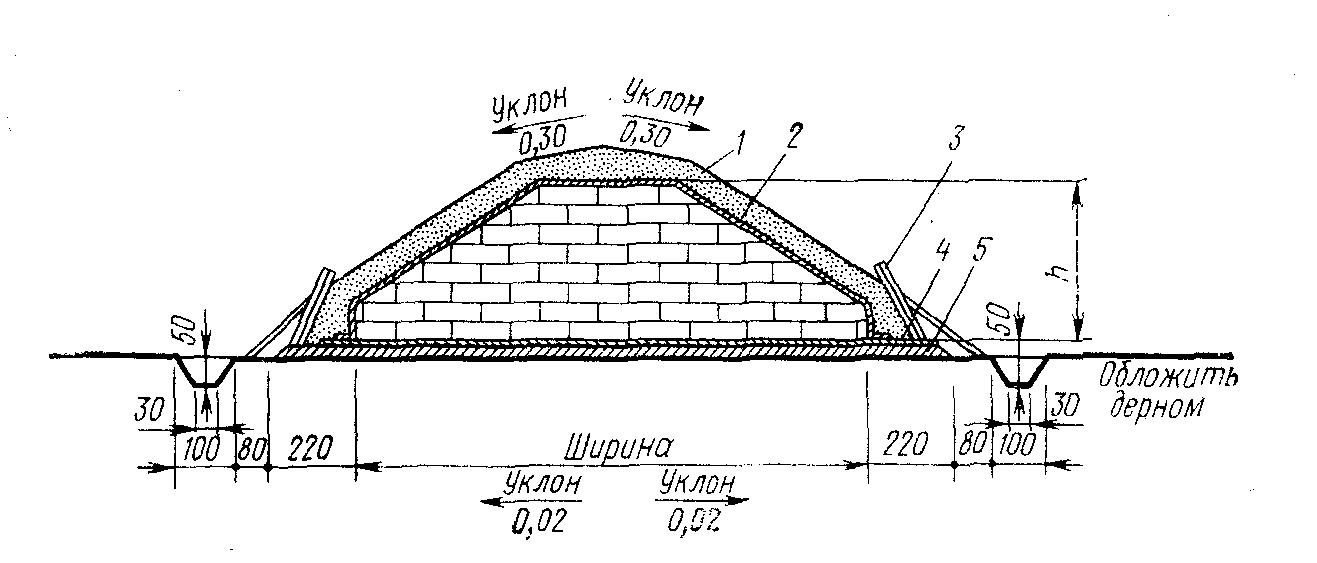 Уклон Уклон
0,30 0,30
1 2 3
4 5
h
50 50
Обложить
дерном
30 30
100 80 220 Ширина 220 80 100
Уклон Уклон
0,02 0,02